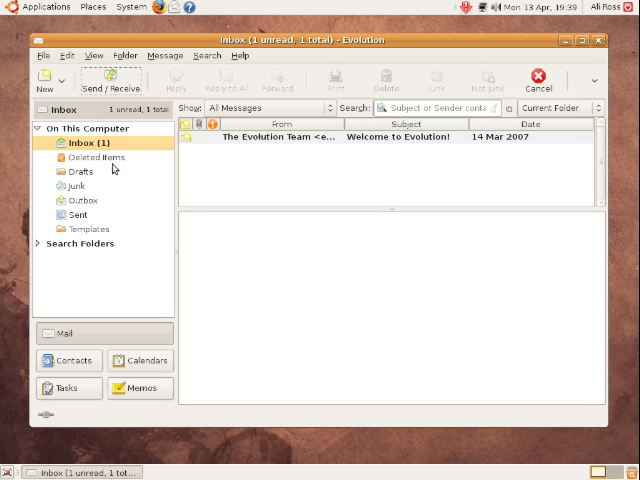 Applications Places System Mon 13 Apr, 19:39 Ali Ross
Inbox (1 unread, 1 total) - Evolution
File Edit View Folder Message Search Help
New Send / Receive Reply Reply to All Forward Print Delete Junk Not Junk Cancel
Inbox 1 unread, 1 total Show: All Messages Search: Subject or Sender conta in Current Folder
On This Computer
Inbox (1)
Deleted Items
Drafts
Junk
Outbox
Sent
Templates
Search Folders
From Subject Date
The Evolution Team <e... Welcome to Evolution! 14 Mar 2007
Mail
Contacts Calendars
Tasks Memos
Inbox (1 unread, 1 tot...